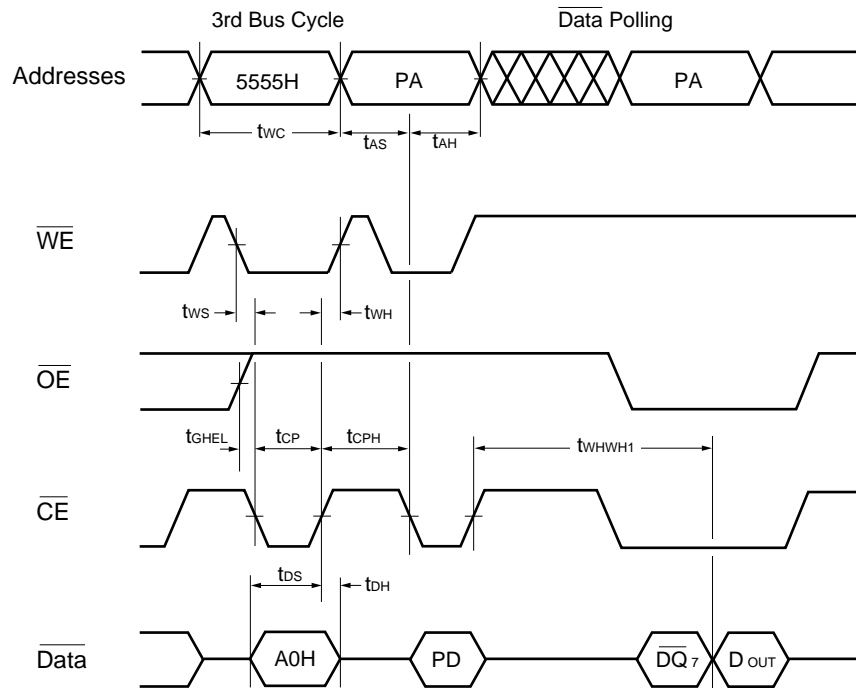 3rd Bus Cycle
Data Polling
Addresses
5555H
PA
PA
tWC
tAS
tAH
WE
tWS
tWH
OE
tGHEL
tCP
tCPH
tWHWH1
CE
tDS
tDH
Data
A0H
PD
DQ7
DOUT